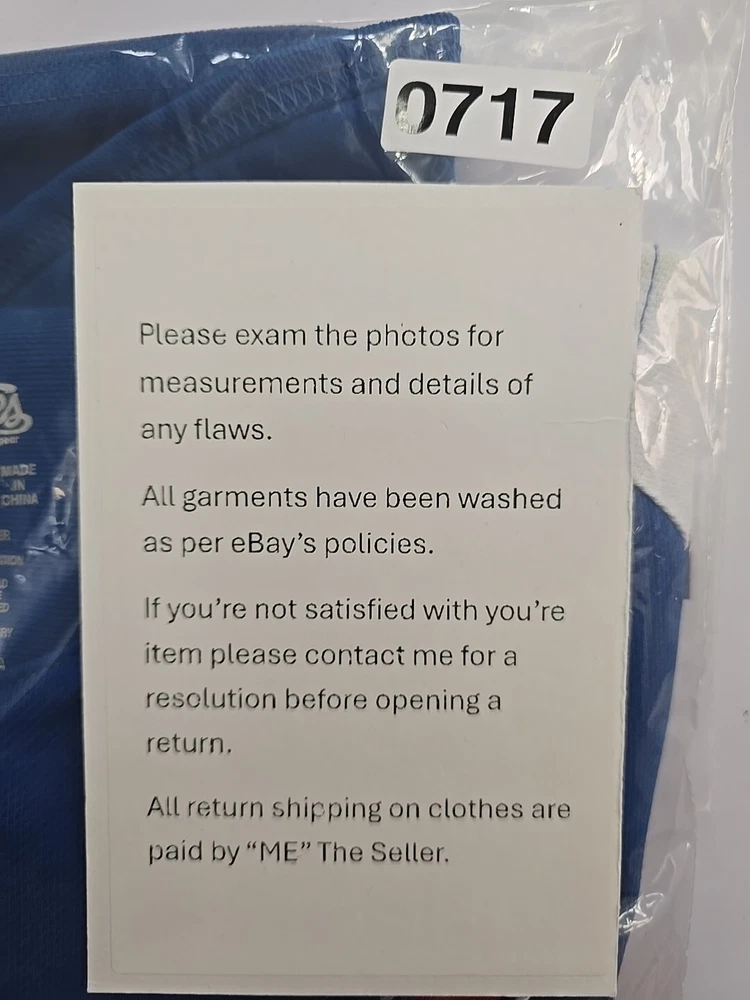 0717
Please exam the photos for
measurements and details of
any flaws.
All garments have been washed
as per eBay's policies.
If you're not satisfied with you're
item please contact me for a
resolution before opening a
return.
All return shipping on clothes are
paid by “ME” The Seller.
MADE
IN
CHINA